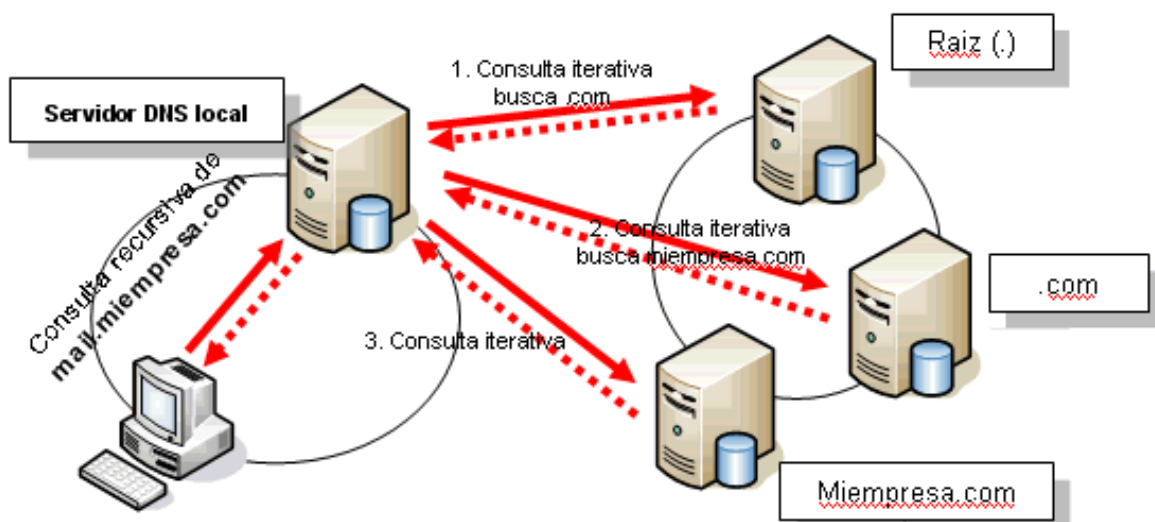 Raiz (.)
1. Consulta iterativa
busca .com
Servidor DNS local
Consulta recursiva de
mail.miempresa.com
2. Consulta iterativa
busca miempresa.com
.com
3. Consulta iterativa
Miempresa.com